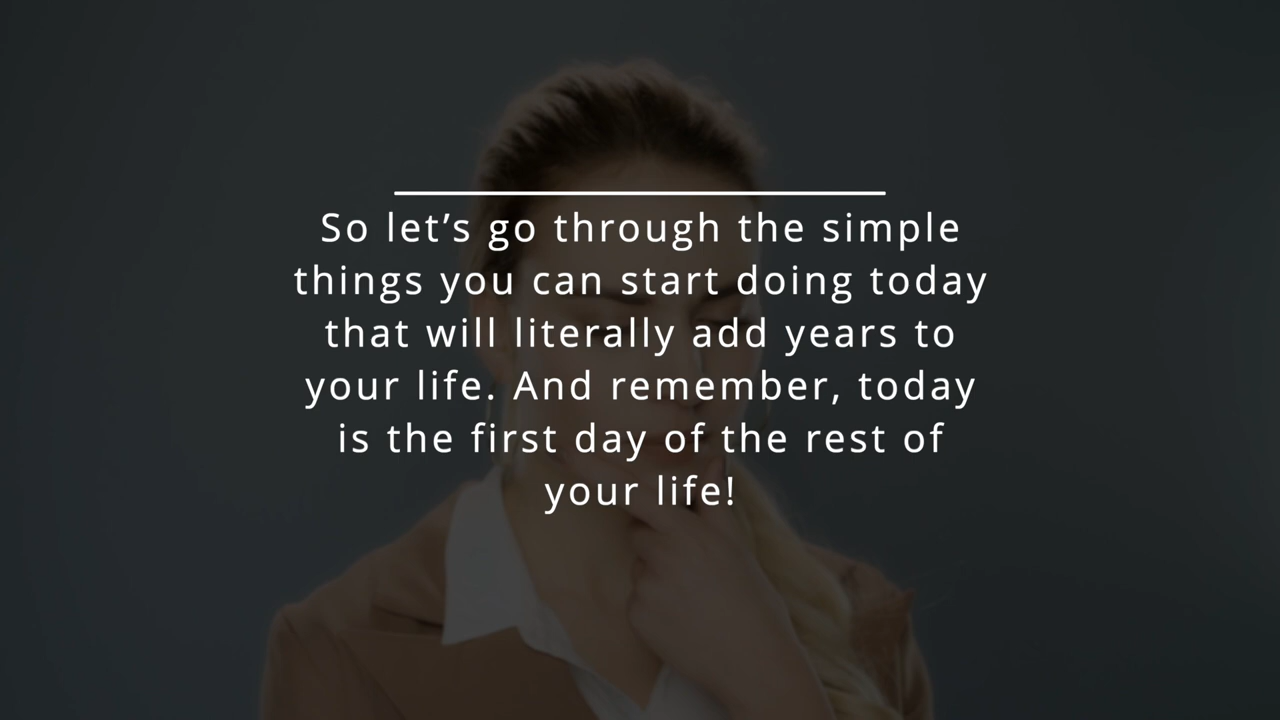 So let’s go through the simple
things you can start doing today
that will literally add years to
your life. And remember, today
is the first day of the rest of
your life!